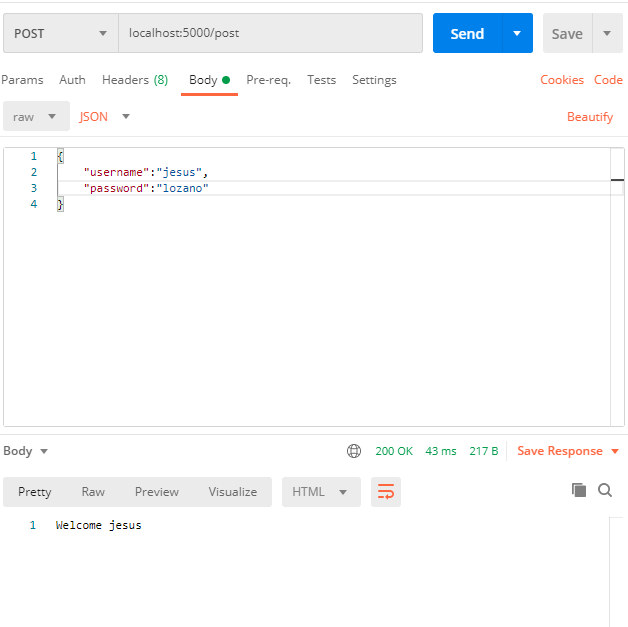 POST localhost:5000/post Send Save
Params Auth Headers (8) Body Pre-req. Tests Settings Cookies Code
raw JSON Beautify
1 {
2 "username":"jesus",
3 "password":"lozano"
4 }
Body 200 OK 43 ms 217 B Save Response
Pretty Raw Preview Visualize HTML
1 Welcome jesus